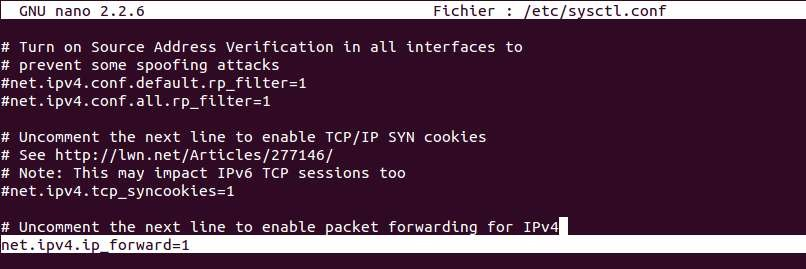 GNU nano 2.2.6 Fichier : /etc/sysctl.conf
# Turn on Source Address Verification in all interfaces to
# prevent some spoofing attacks
#net.ipv4.conf.default.rp_filter=1
#net.ipv4.conf.all.rp_filter=1
# Uncomment the next line to enable TCP/IP SYN cookies
# See http://lwn.net/Articles/277146/
# Note: This may impact IPv6 TCP sessions too
#net.ipv4.tcp_syncookies=1
# Uncomment the next line to enable packet forwarding for IPv4
net.ipv4.ip_forward=1